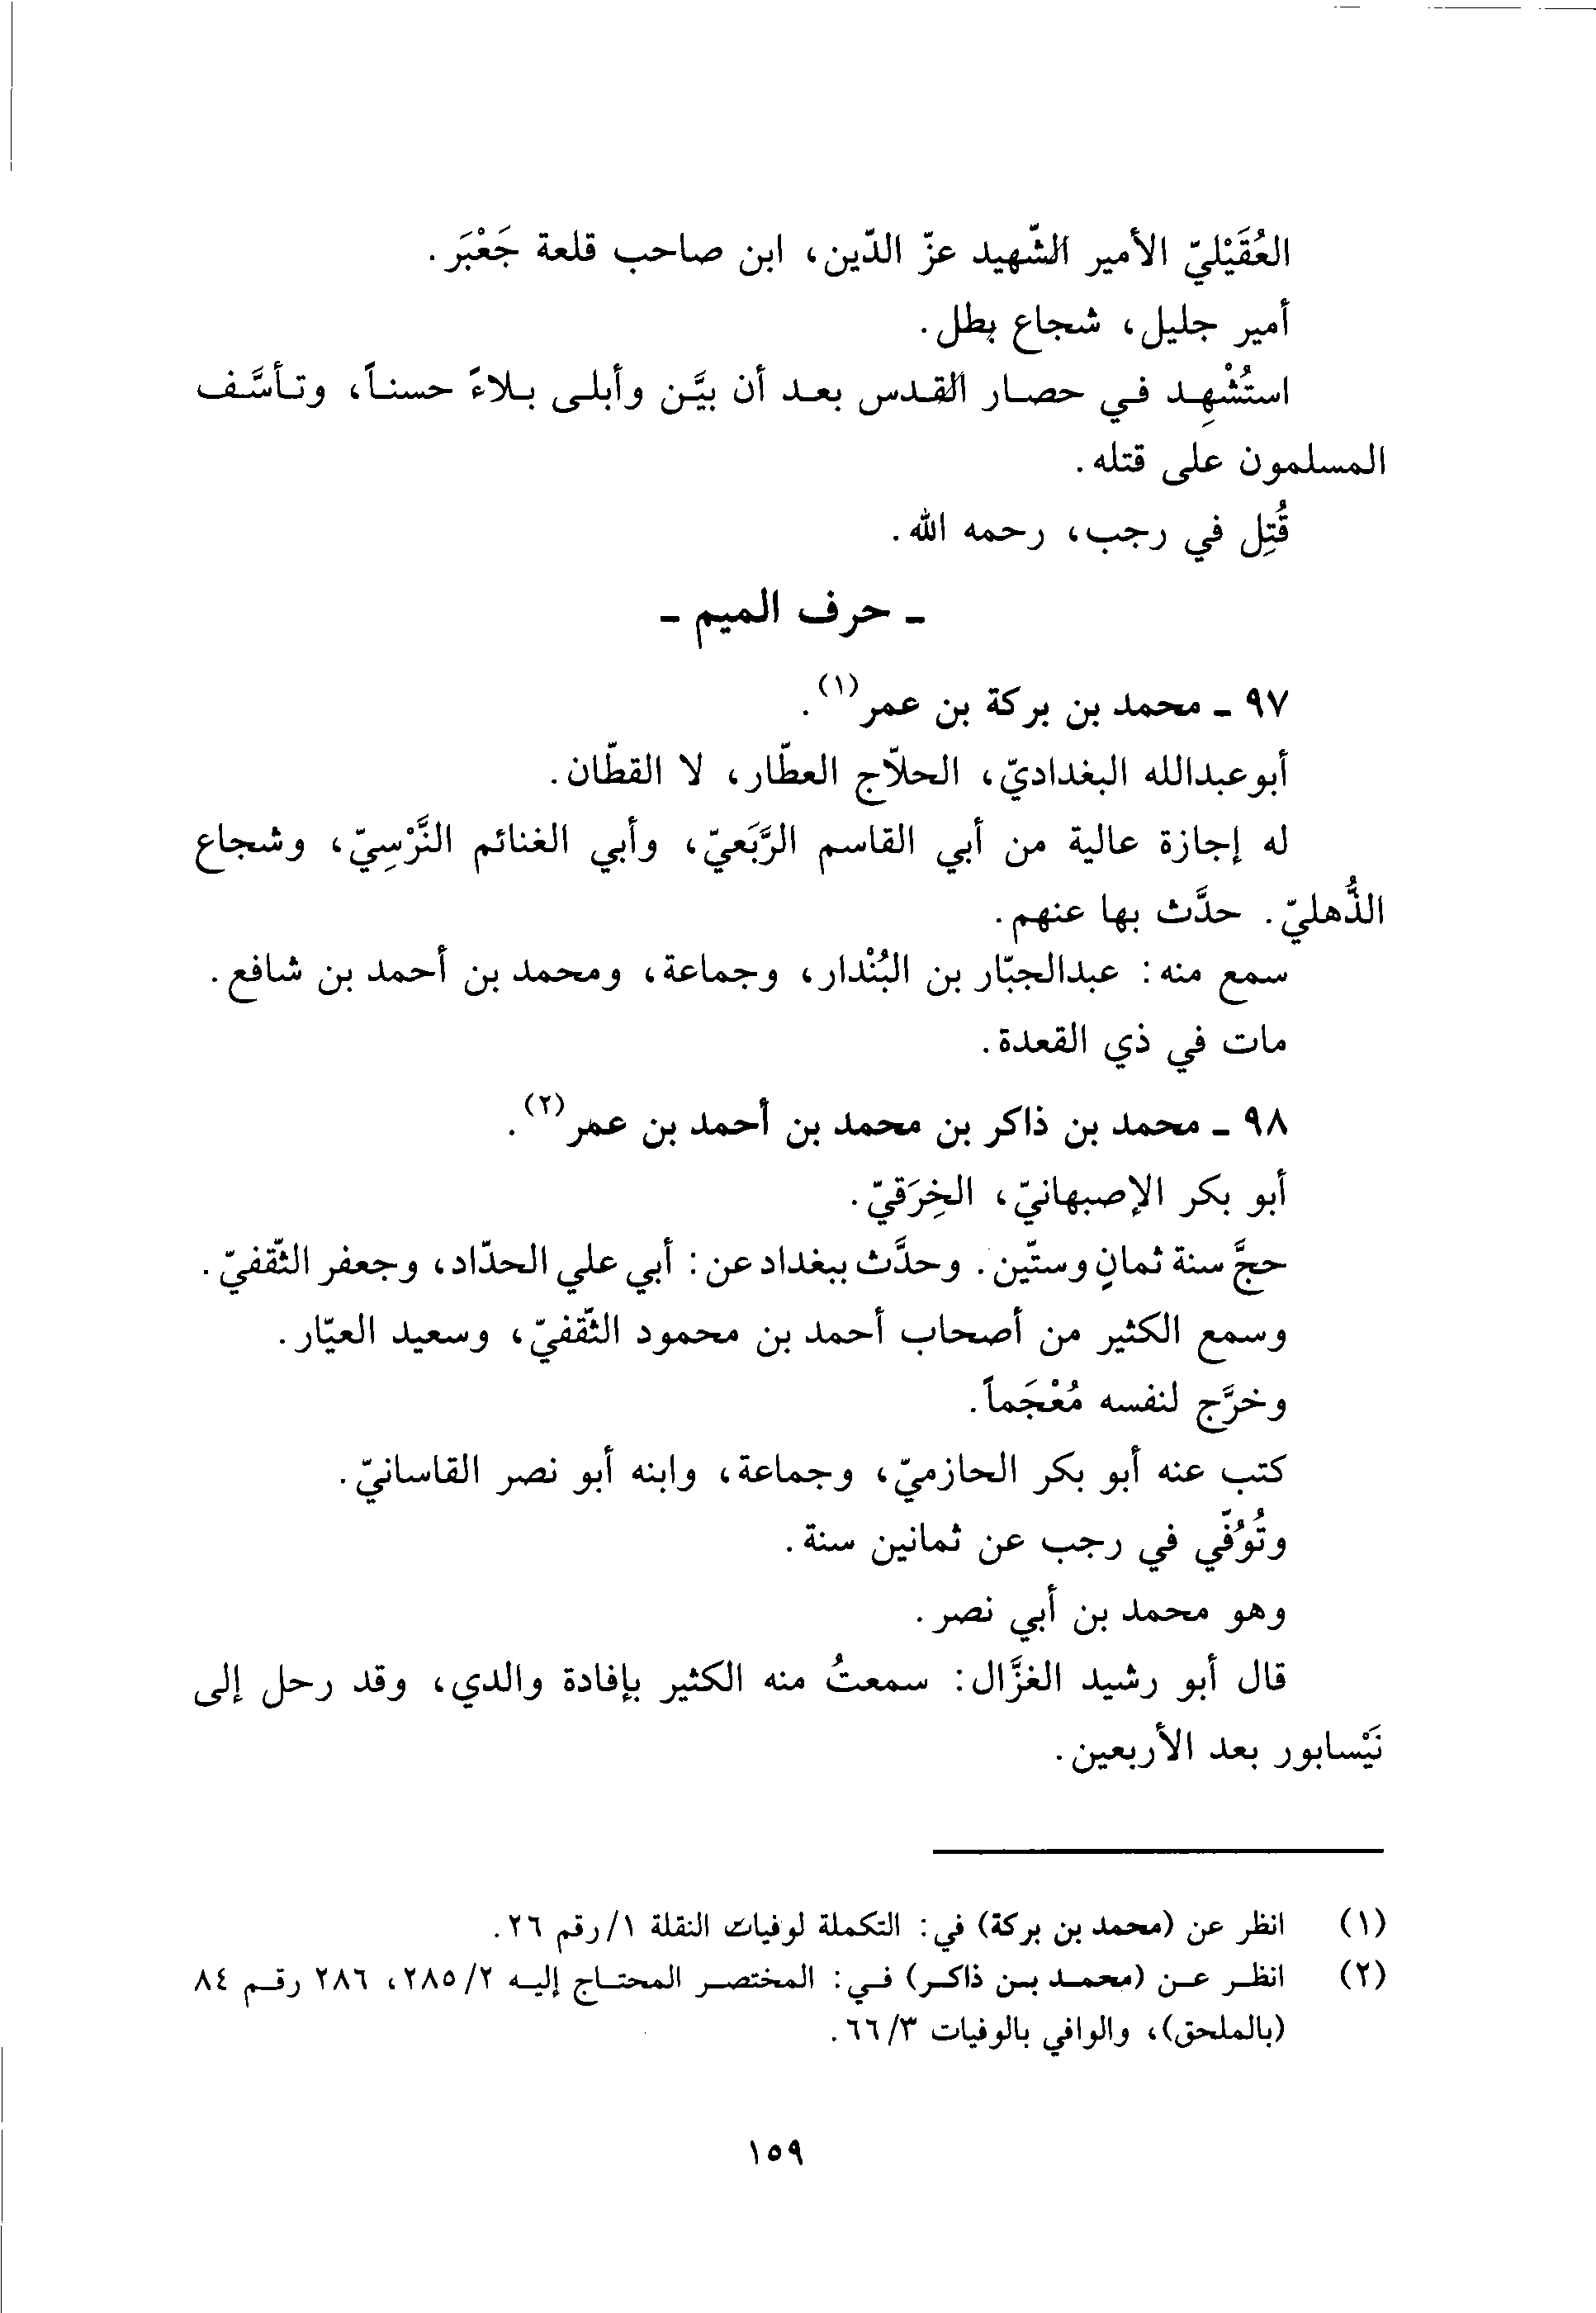 العُقَيْليّ الأمير الشّهيد عزّ الدّين، ابن صاحب قلعة جَعْبَر.
أمير جليل، شجاع بطل.
استُشْهِد في حصار القدس بعد أن بيَّن وأبلى بلاءً حسناً، وتأسَّف
المسلمون على قتله.
قُتِل في رجب، رحمه الله.
- حرف الميم -
٩٧ - محمد بن بركة بن عمر(١).
أبوعبدالله البغداديّ، الحلّاج العطّار، لا القطّان.
له إجازة عالية من أبي القاسم الرَّبَعيّ، وأبي الغنائم النَّرْسِيّ، وشجاع
الذُّهليّ. حدَّث بها عنهم.
سمع منه: عبدالجبّار بن البُنْدار، وجماعة، ومحمد بن أحمد بن شافع.
مات في ذي القعدة.
٩٨ - محمد بن ذاكر بن محمد بن أحمد بن عمر(٢).
أبو بكر الإصبهانيّ، الخِرَقيّ.
حجَّ سنة ثمانٍ وستّين. وحدَّث ببغداد عن: أبي علي الحدّاد، وجعفر الثّقفيّ.
وسمع الكثير من أصحاب أحمد بن محمود الثّقفيّ، وسعيد العيّار.
وخرَّج لنفسه مُعْجَماً.
كتب عنه أبو بكر الحازميّ، وجماعة، وابنه أبو نصر القاسانيّ.
وتُوُفّي في رجب عن ثمانين سنة.
وهو محمد بن أبي نصر.
قال أبو رشيد الغزَّال: سمعتُ منه الكثير بإفادة والدي، وقد رحل إلى
نَيْسابور بعد الأربعين.
(١) انظر عن (محمد بن بركة) في: التكملة لوفيات النقلة ١/رقم ٢٦.
(٢) انظر عن (محمد بن ذاكر) في: المختصر المحتاج إليه ٢/٢٨٥، ٢٨٦ رقم ٨٤
(بالملحق)، والوافي بالوفيات ٣/٦٦.
١٥٩